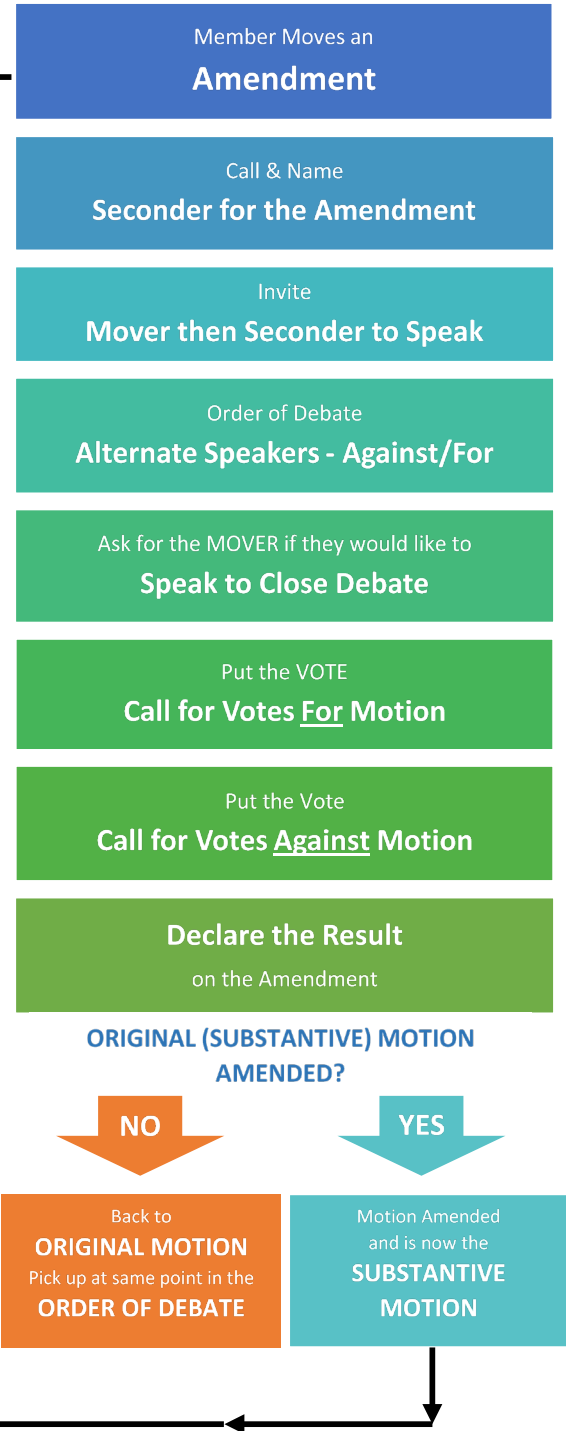 Member Moves an
Amendment
Call & Name
Seconder for the Amendment
Invite
Mover then Seconder to Speak
Order of Debate
Alternate Speakers - Against/For
Ask for the MOVER if they would like to
Speak to Close Debate
Put the VOTE
Call for Votes For Motion
Put the Vote
Call for Votes Against Motion
Declare the Result
on the Amendment
ORIGINAL (SUBSTANTIVE) MOTION
AMENDED?
NO
YES
Back to
ORIGINAL MOTION
Pick up at same point in the
ORDER OF DEBATE
Motion Amended
and is now the
SUBSTANTIVE
MOTION